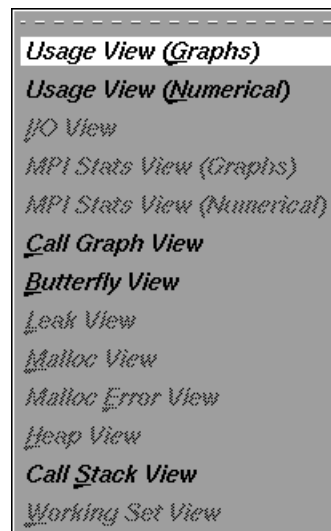 Usage View (Graphs)
Usage View (Numerical)
I/O View
MPI Stats View (Graphs)
MPI Stats View (Numerical)
Call Graph View
Butterfly View
Leak View
Malloc View
Malloc Error View
Heap View
Call Stack View
Working Set View